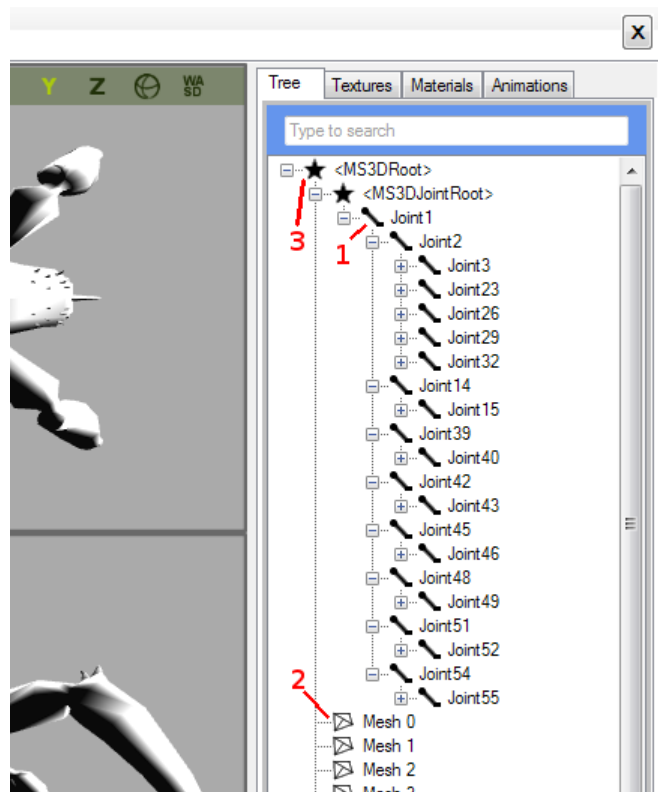 X
Y Z WA
SD
Tree Textures Materials Animations
Type to search
<MS3DRoot>
<MS3DJointRoot>
3
1
Joint1
Joint2
Joint3
Joint23
Joint26
Joint29
Joint32
Joint14
Joint15
Joint39
Joint40
Joint42
Joint43
Joint45
Joint46
Joint48
Joint49
Joint51
Joint52
Joint54
2
Joint55
Mesh 0
Mesh 1
Mesh 2